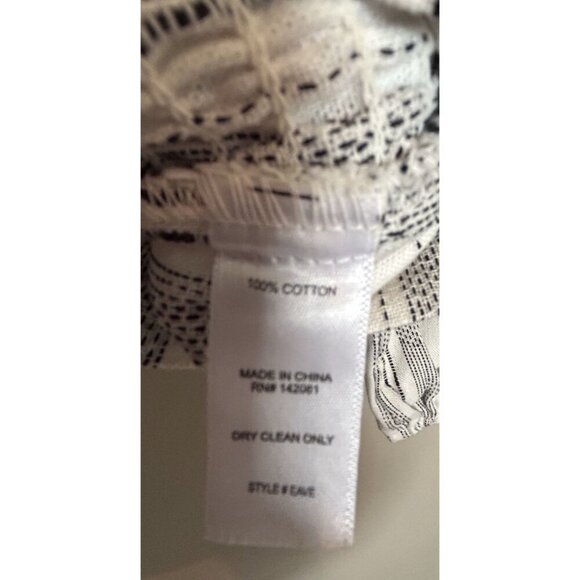 100% COTTON
MADE IN CHINA
RN# 142061
DRY CLEAN ONLY
STYLE # EAVE